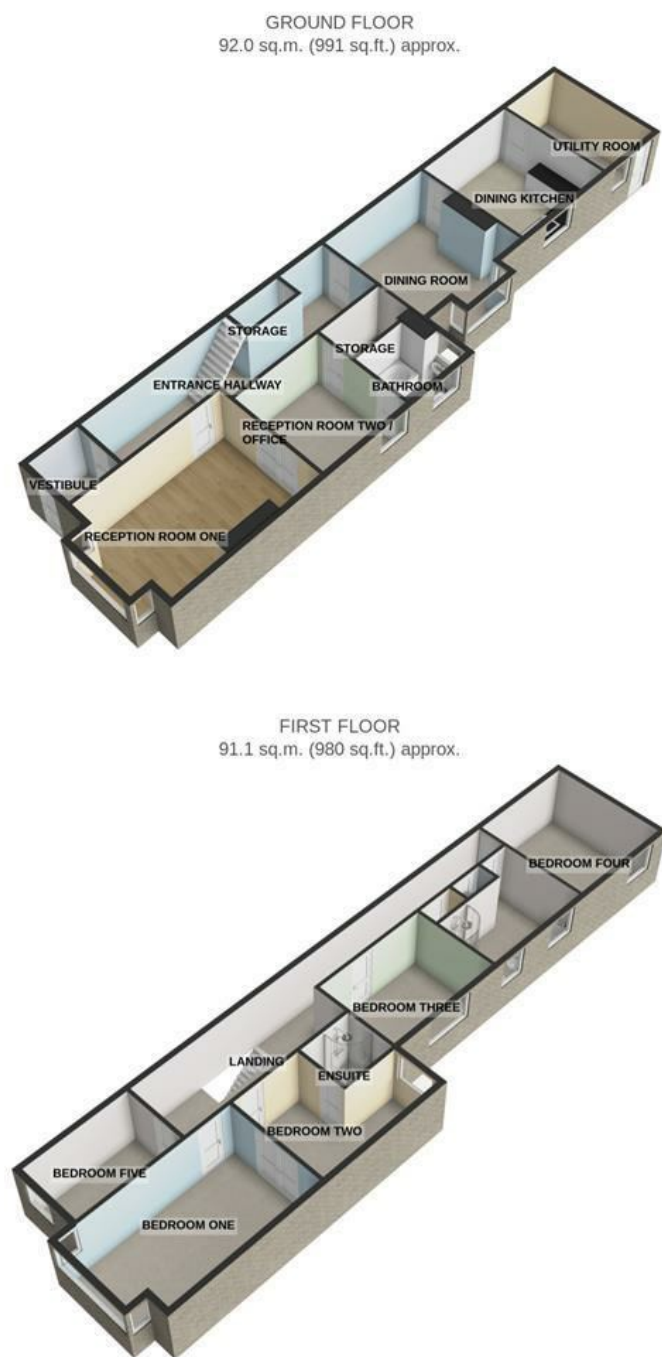 GROUND FLOOR
92.0 sq.m. (991 sq.ft.) approx.
UTILITY ROOM
DINING KITCHEN
DINING ROOM
STORAGE
STORAGE
ENTRANCE HALLWAY
BATHROOM
RECEPTION ROOM TWO /
OFFICE
VESTIBULE
RECEPTION ROOM ONE
FIRST FLOOR
91.1 sq.m. (980 sq.ft.) approx.
BEDROOM FOUR
BEDROOM THREE
LANDING
ENSUITE
BEDROOM TWO
BEDROOM FIVE
BEDROOM ONE